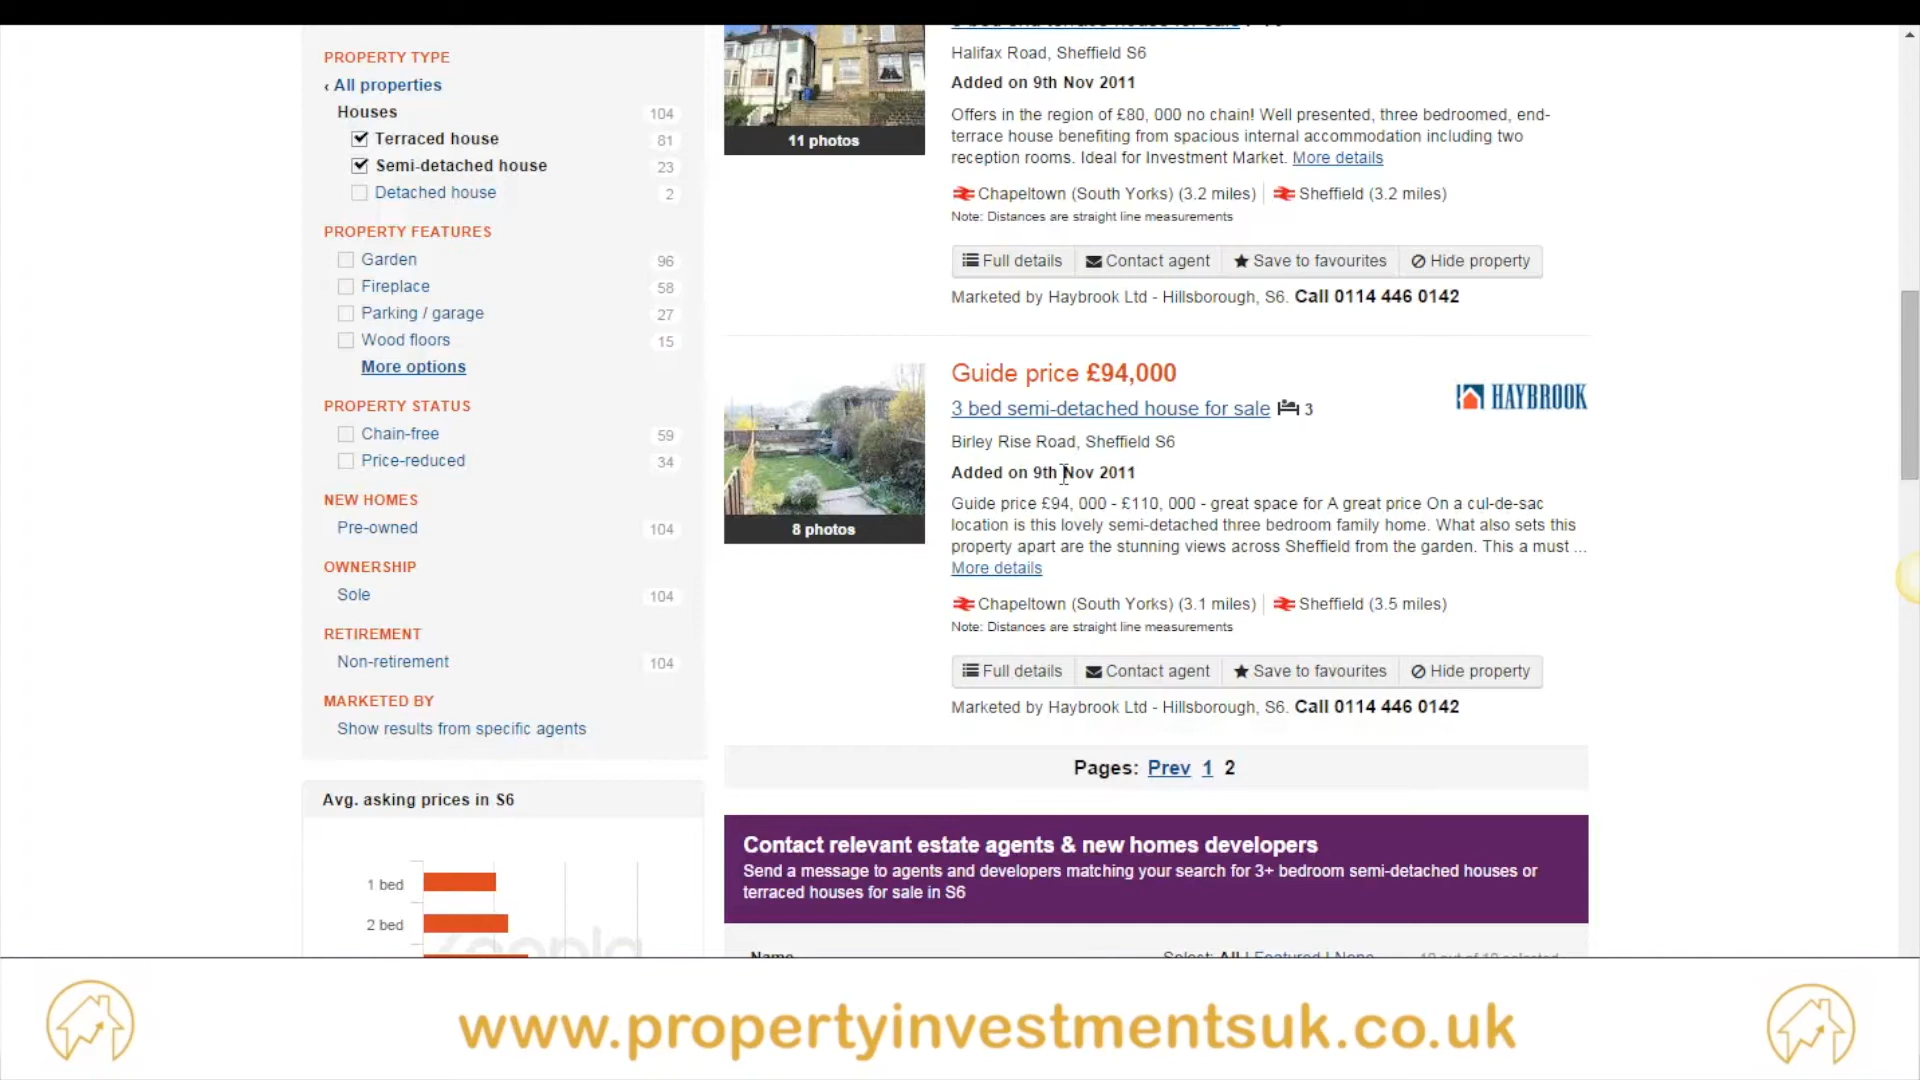 PROPERTY TYPE
‹ All properties
Houses 104
Terraced house 81
Semi-detached house 23
Detached house 2
PROPERTY FEATURES
Garden 96
Fireplace 58
Parking / garage 27
Wood floors 15
More options
PROPERTY STATUS
Chain-free 59
Price-reduced 34
NEW HOMES
Pre-owned 104
OWNERSHIP
Sole 104
RETIREMENT
Non-retirement 104
MARKETED BY
Show results from specific agents
Avg. asking prices in S6
1 bed
2 bed
3 bed end terrace house for sale
11 photos
Halifax Road, Sheffield S6
Added on 9th Nov 2011
Offers in the region of £80, 000 no chain! Well presented, three bedroomed, end-
terrace house benefiting from spacious internal accommodation including two
reception rooms. Ideal for Investment Market. More details
Chapeltown (South Yorks) (3.2 miles) Sheffield (3.2 miles)
Note: Distances are straight line measurements
Full details Contact agent Save to favourites Hide property
Marketed by Haybrook Ltd - Hillsborough, S6. Call 0114 446 0142
8 photos
Guide price £94,000
HAYBROOK
3 bed semi-detached house for sale 3
Birley Rise Road, Sheffield S6
Added on 9th Nov 2011
Guide price £94, 000 - £110, 000 - great space for A great price On a cul-de-sac
location is this lovely semi-detached three bedroom family home. What also sets this
property apart are the stunning views across Sheffield from the garden. This a must ...
More details
Chapeltown (South Yorks) (3.1 miles) Sheffield (3.5 miles)
Note: Distances are straight line measurements
Full details Contact agent Save to favourites Hide property
Marketed by Haybrook Ltd - Hillsborough, S6. Call 0114 446 0142
Pages: Prev 1 2
Contact relevant estate agents & new homes developers
Send a message to agents and developers matching your search for 3+ bedroom semi-detached houses or
terraced houses for sale in S6
Name Select: All | Featured | None
www.propertyinvestmentsuk.co.uk